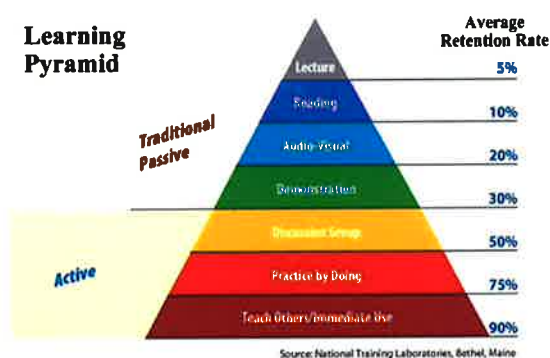 Learning
Pyramid
Average
Retention Rate
Lecture
5%
Reading
10%
Traditional
Passive
Audio-Visual
20%
Demonstration
30%
Discussion Group
50%
Active
Practice by Doing
75%
Teach Others/Immediate Use
90%
Source: National Training Laboratories, Bethel, Maine